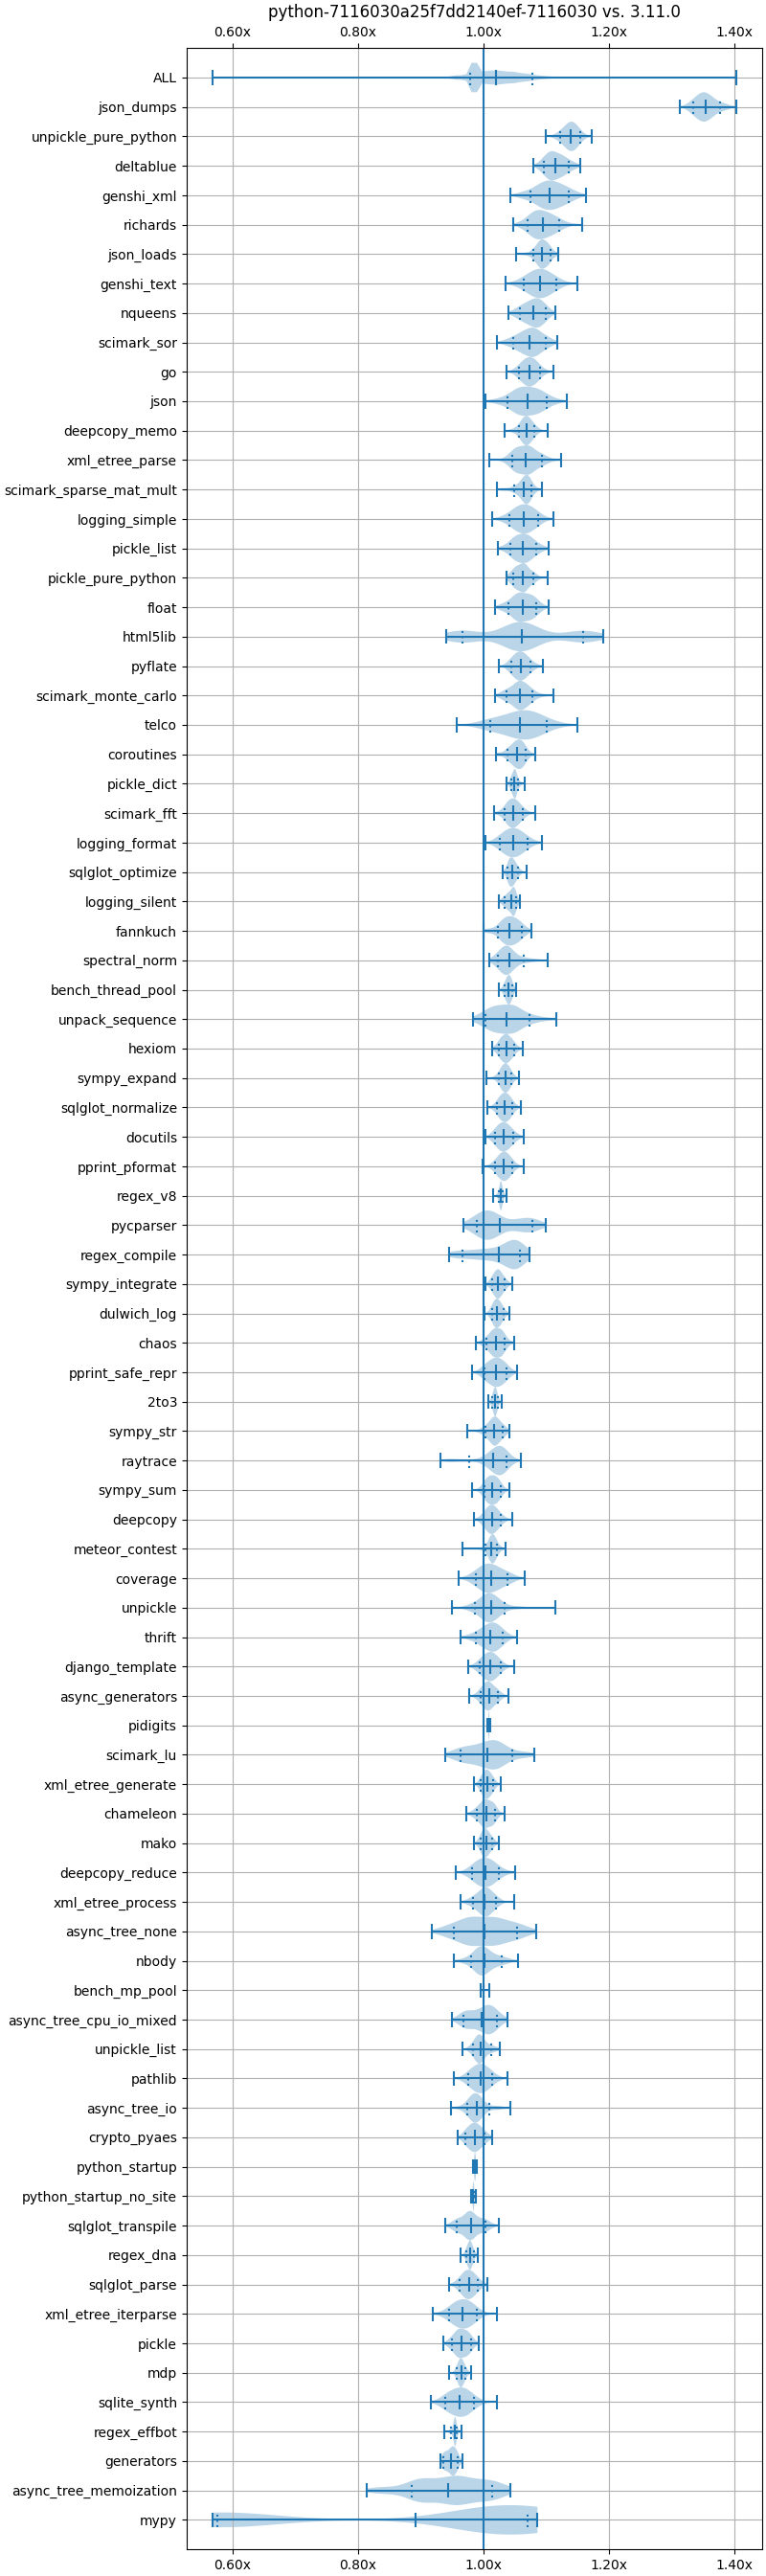 python-7116030a25f7dd2140ef-7116030 vs. 3.11.0
0.60x 0.80x 1.00x 1.20x 1.40x
ALL
json_dumps
unpickle_pure_python
deltablue
genshi_xml
richards
json_loads
genshi_text
nqueens
scimark_sor
go
json
deepcopy_memo
xml_etree_parse
scimark_sparse_mat_mult
logging_simple
pickle_list
pickle_pure_python
float
html5lib
pyflate
scimark_monte_carlo
telco
coroutines
pickle_dict
scimark_fft
logging_format
sqlglot_optimize
logging_silent
fannkuch
spectral_norm
bench_thread_pool
unpack_sequence
hexiom
sympy_expand
sqlglot_normalize
docutils
pprint_pformat
regex_v8
pycparser
regex_compile
sympy_integrate
dulwich_log
chaos
pprint_safe_repr
2to3
sympy_str
raytrace
sympy_sum
deepcopy
meteor_contest
coverage
unpickle
thrift
django_template
async_generators
pidigits
scimark_lu
xml_etree_generate
chameleon
mako
deepcopy_reduce
xml_etree_process
async_tree_none
nbody
bench_mp_pool
async_tree_cpu_io_mixed
unpickle_list
pathlib
async_tree_io
crypto_pyaes
python_startup
python_startup_no_site
sqlglot_transpile
regex_dna
sqlglot_parse
xml_etree_iterparse
pickle
mdp
sqlite_synth
regex_effbot
generators
async_tree_memoization
mypy
0.60x 0.80x 1.00x 1.20x 1.40x